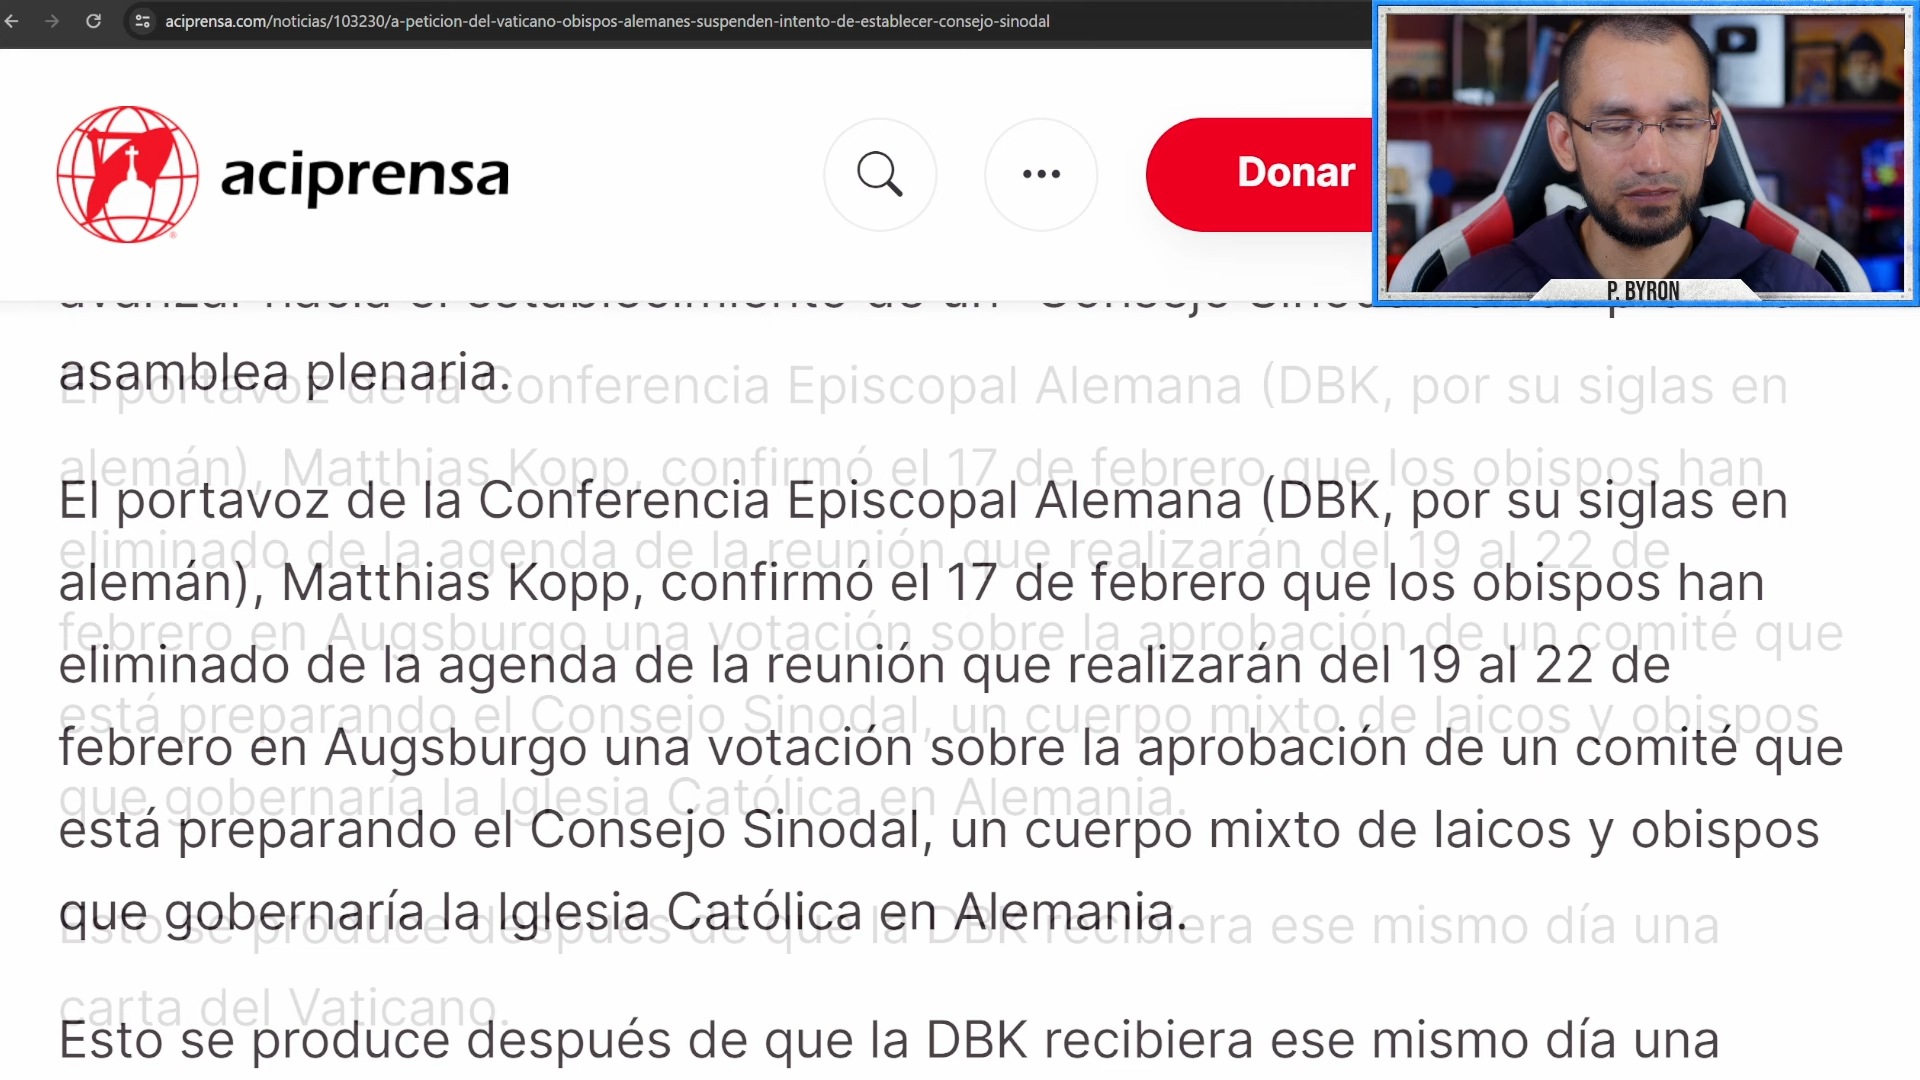 aciprensa.com/noticias/103230/a-peticion-del-vaticano-obispos-alemanes-suspenden-intento-de-establecer-consejo-sinodal
aciprensa
Donar
P. BYRON
asamblea plenaria.
El portavoz de la Conferencia Episcopal Alemana (DBK, por su siglas en
alemán), Matthias Kopp, confirmó el 17 de febrero que los obispos han
eliminado de la agenda de la reunión que realizarán del 19 al 22 de
febrero en Augsburgo una votación sobre la aprobación de un comité que
está preparando el Consejo Sinodal, un cuerpo mixto de laicos y obispos
que gobernaría la Iglesia Católica en Alemania.
Esto se produce después de que la DBK recibiera ese mismo día una
carta del Vaticano.